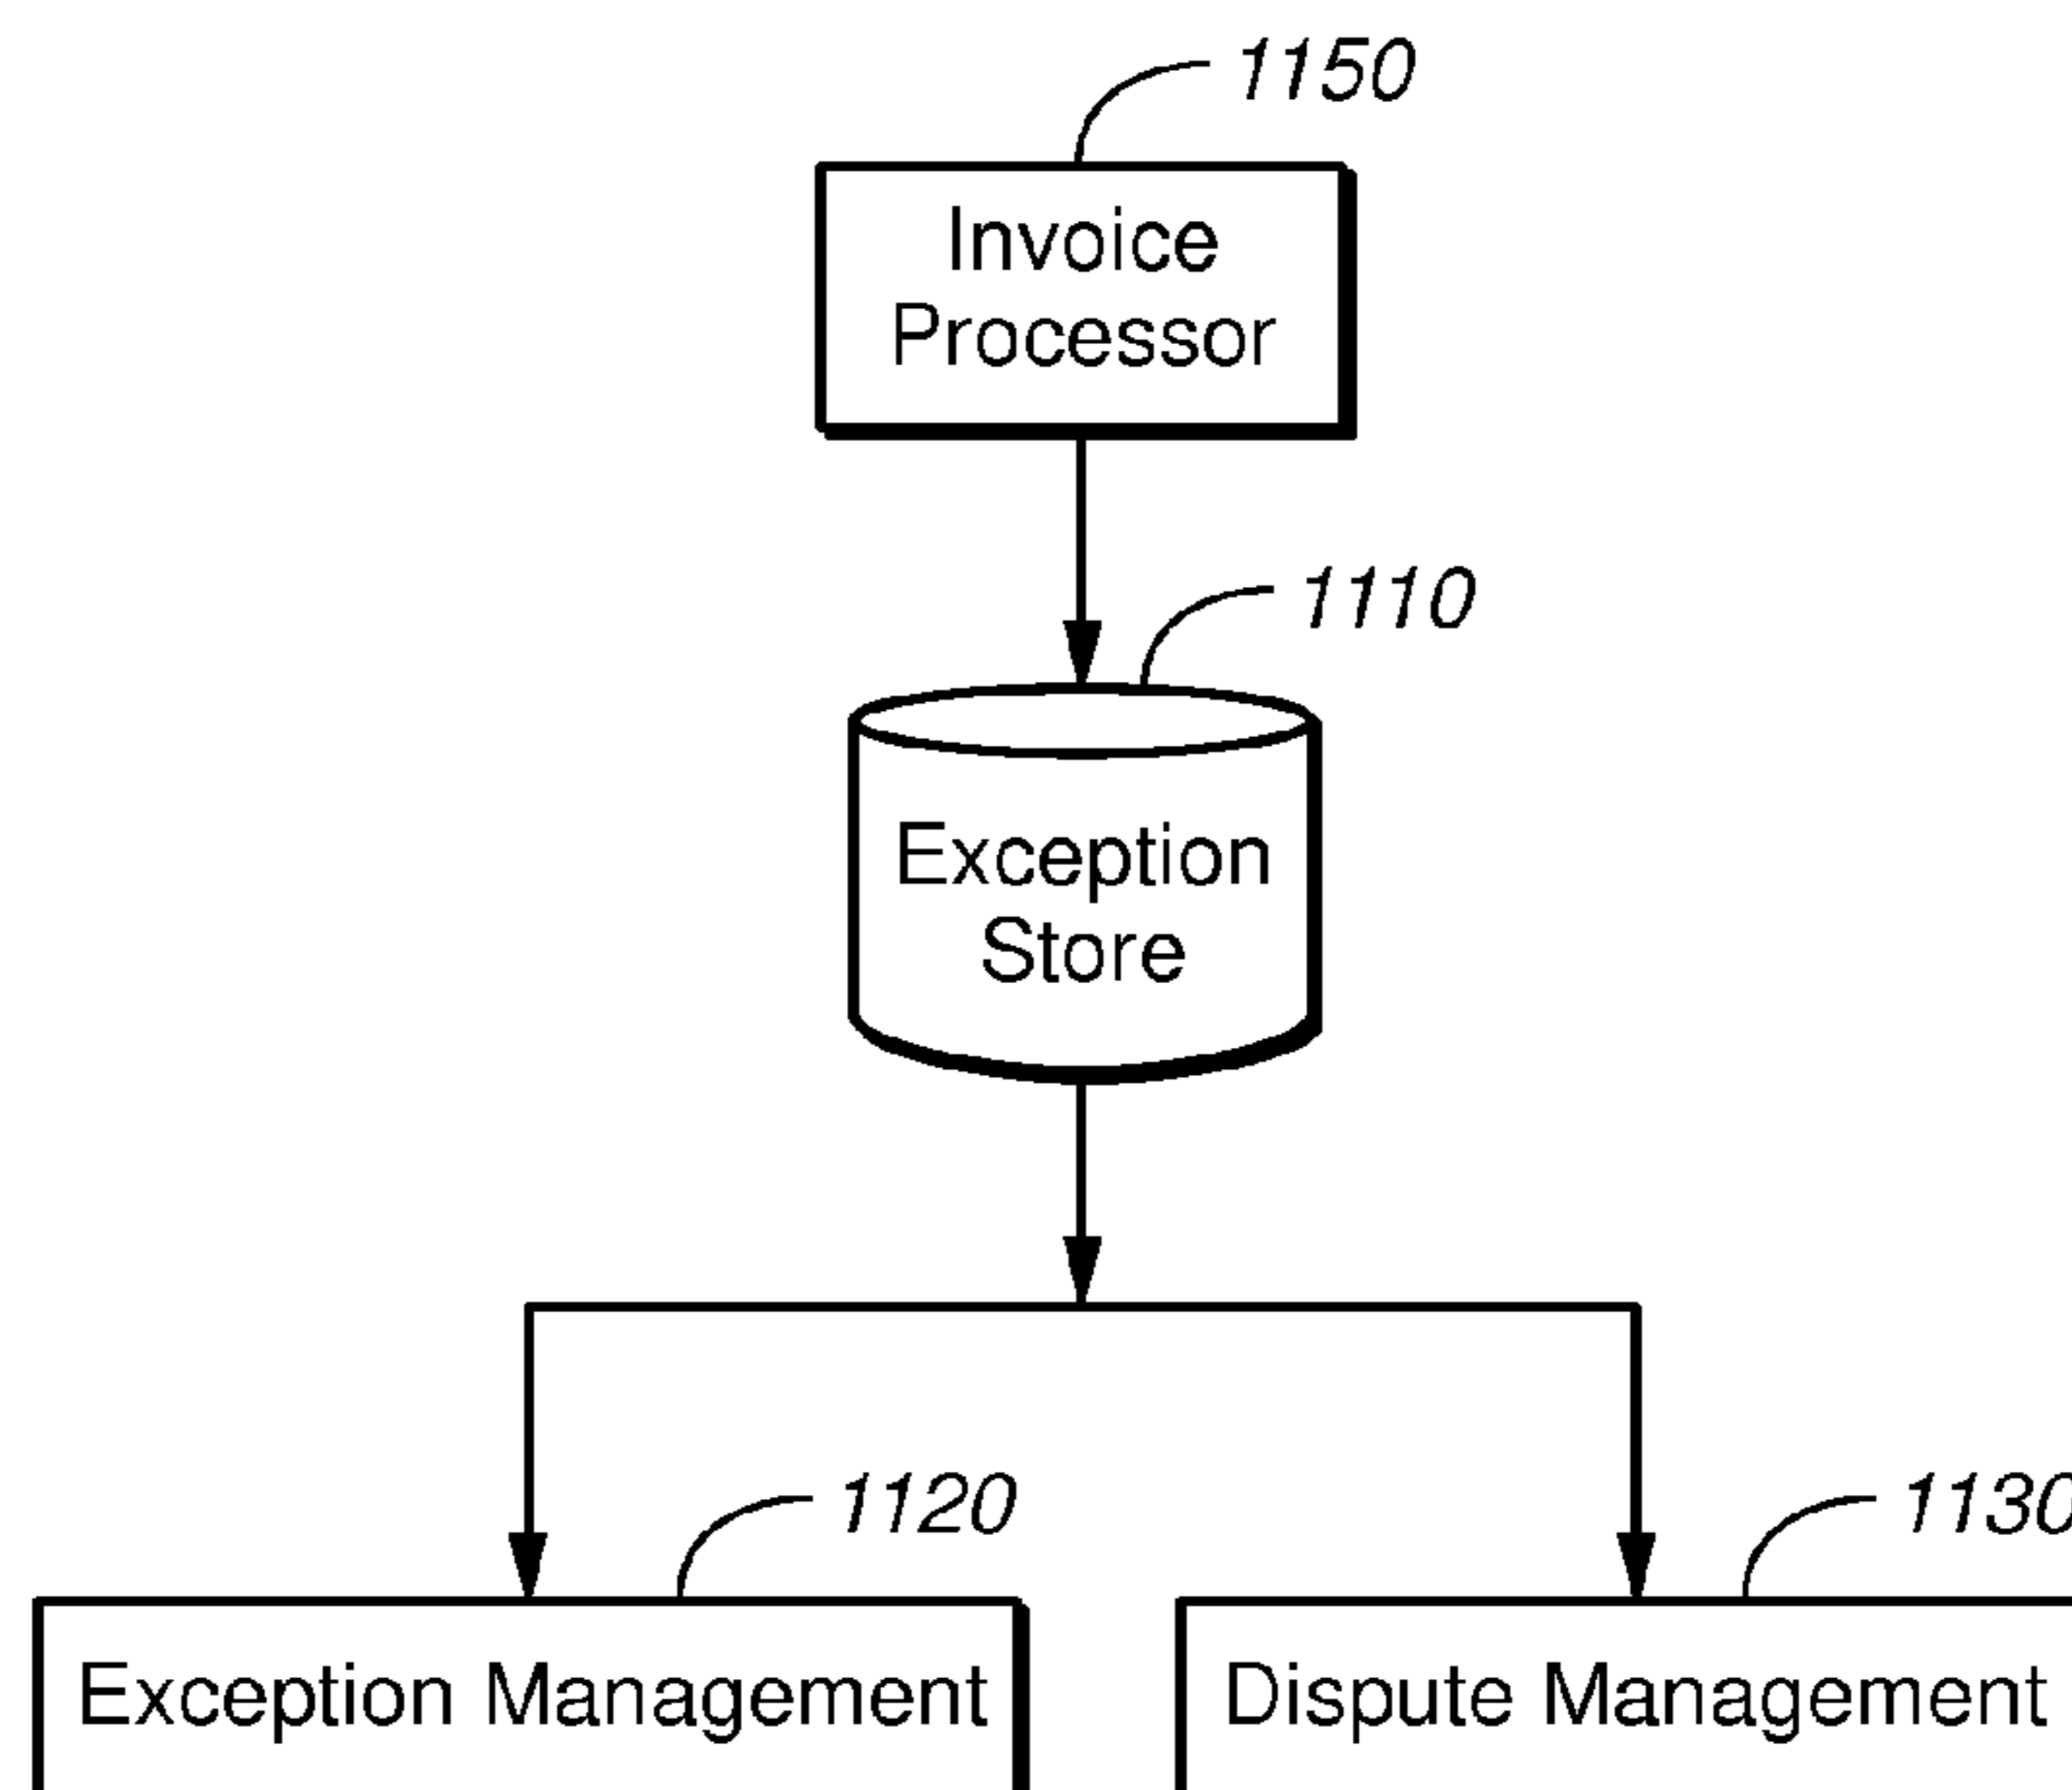 1150
Invoice
Processor
1110
Exception
Store
1120
1130
Exception Management
Dispute Management